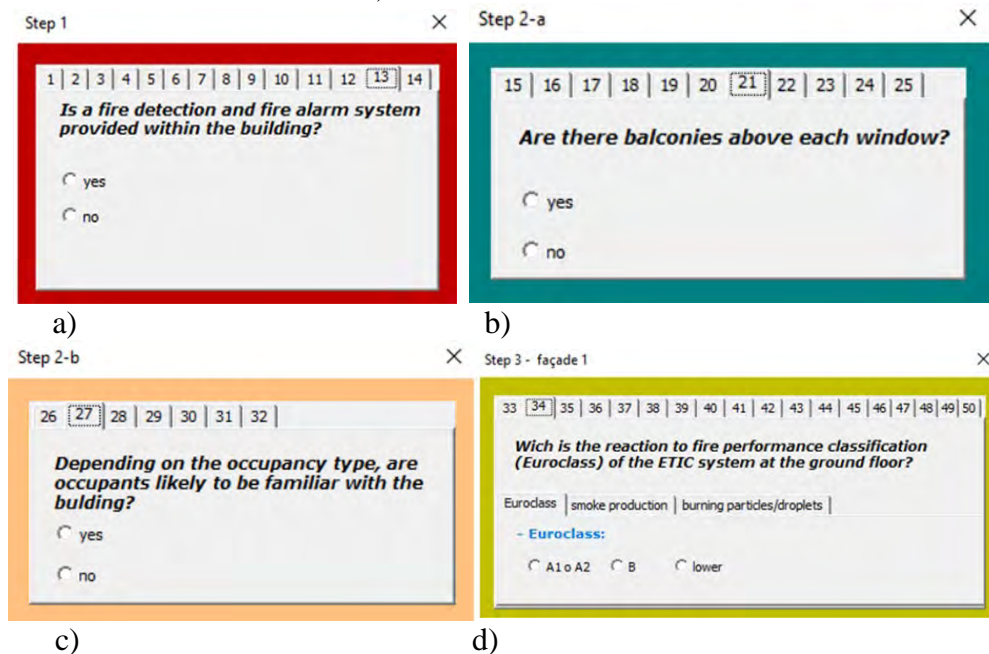 Step 1
1 | 2 | 3 | 4 | 5 | 6 | 7 | 8 | 9 | 10 | 11 | 12 | 13 | 14 |
Is a fire detection and fire alarm system
provided within the building?
yes
no
a)
Step 2-a
15 | 16 | 17 | 18 | 19 | 20 | 21 | 22 | 23 | 24 | 25 |
Are there balconies above each window?
yes
no
b)
Step 2-b
26 | 27 | 28 | 29 | 30 | 31 | 32 |
Depending on the occupancy type, are
occupants likely to be familiar with the
bulding?
yes
no
c)
Step 3 - façade 1
33 | 34 | 35 | 36 | 37 | 38 | 39 | 40 | 41 | 42 | 43 | 44 | 45 | 46 | 47 | 48 | 49 | 50 |
Wich is the reaction to fire performance classification
(Euroclass) of the ETIC system at the ground floor?
Euroclass | smoke production | burning particles/droplets |
- Euroclass:
A1 o A2 B lower
d)